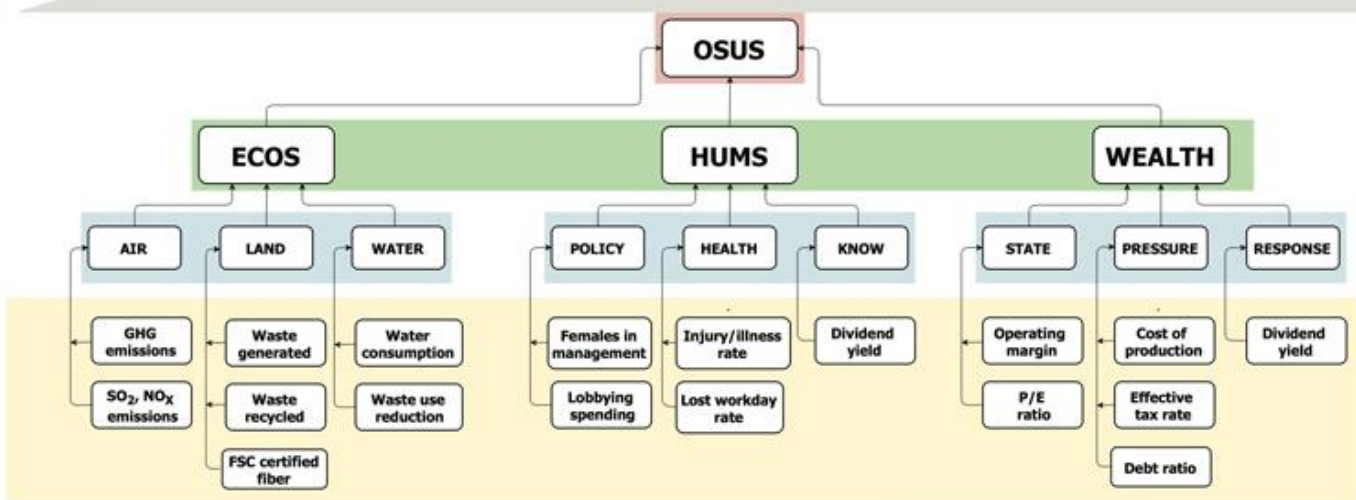 OSUS
ECOS
HUMS
WEALTH
AIR
LAND
WATER
POLICY
HEALTH
KNOW
STATE
PRESSURE
RESPONSE
GHG
emissions
Waste
generated
Water
consumption
Females in
management
Injury/illness
rate
Dividend
yield
Operating
margin
Cost of
production
Dividend
yield
SO₂, NOₓ
emissions
Waste
recycled
Waste use
reduction
Lobbying
spending
Lost workday
rate
P/E
ratio
Effective
tax rate
FSC certified
fiber
Debt ratio